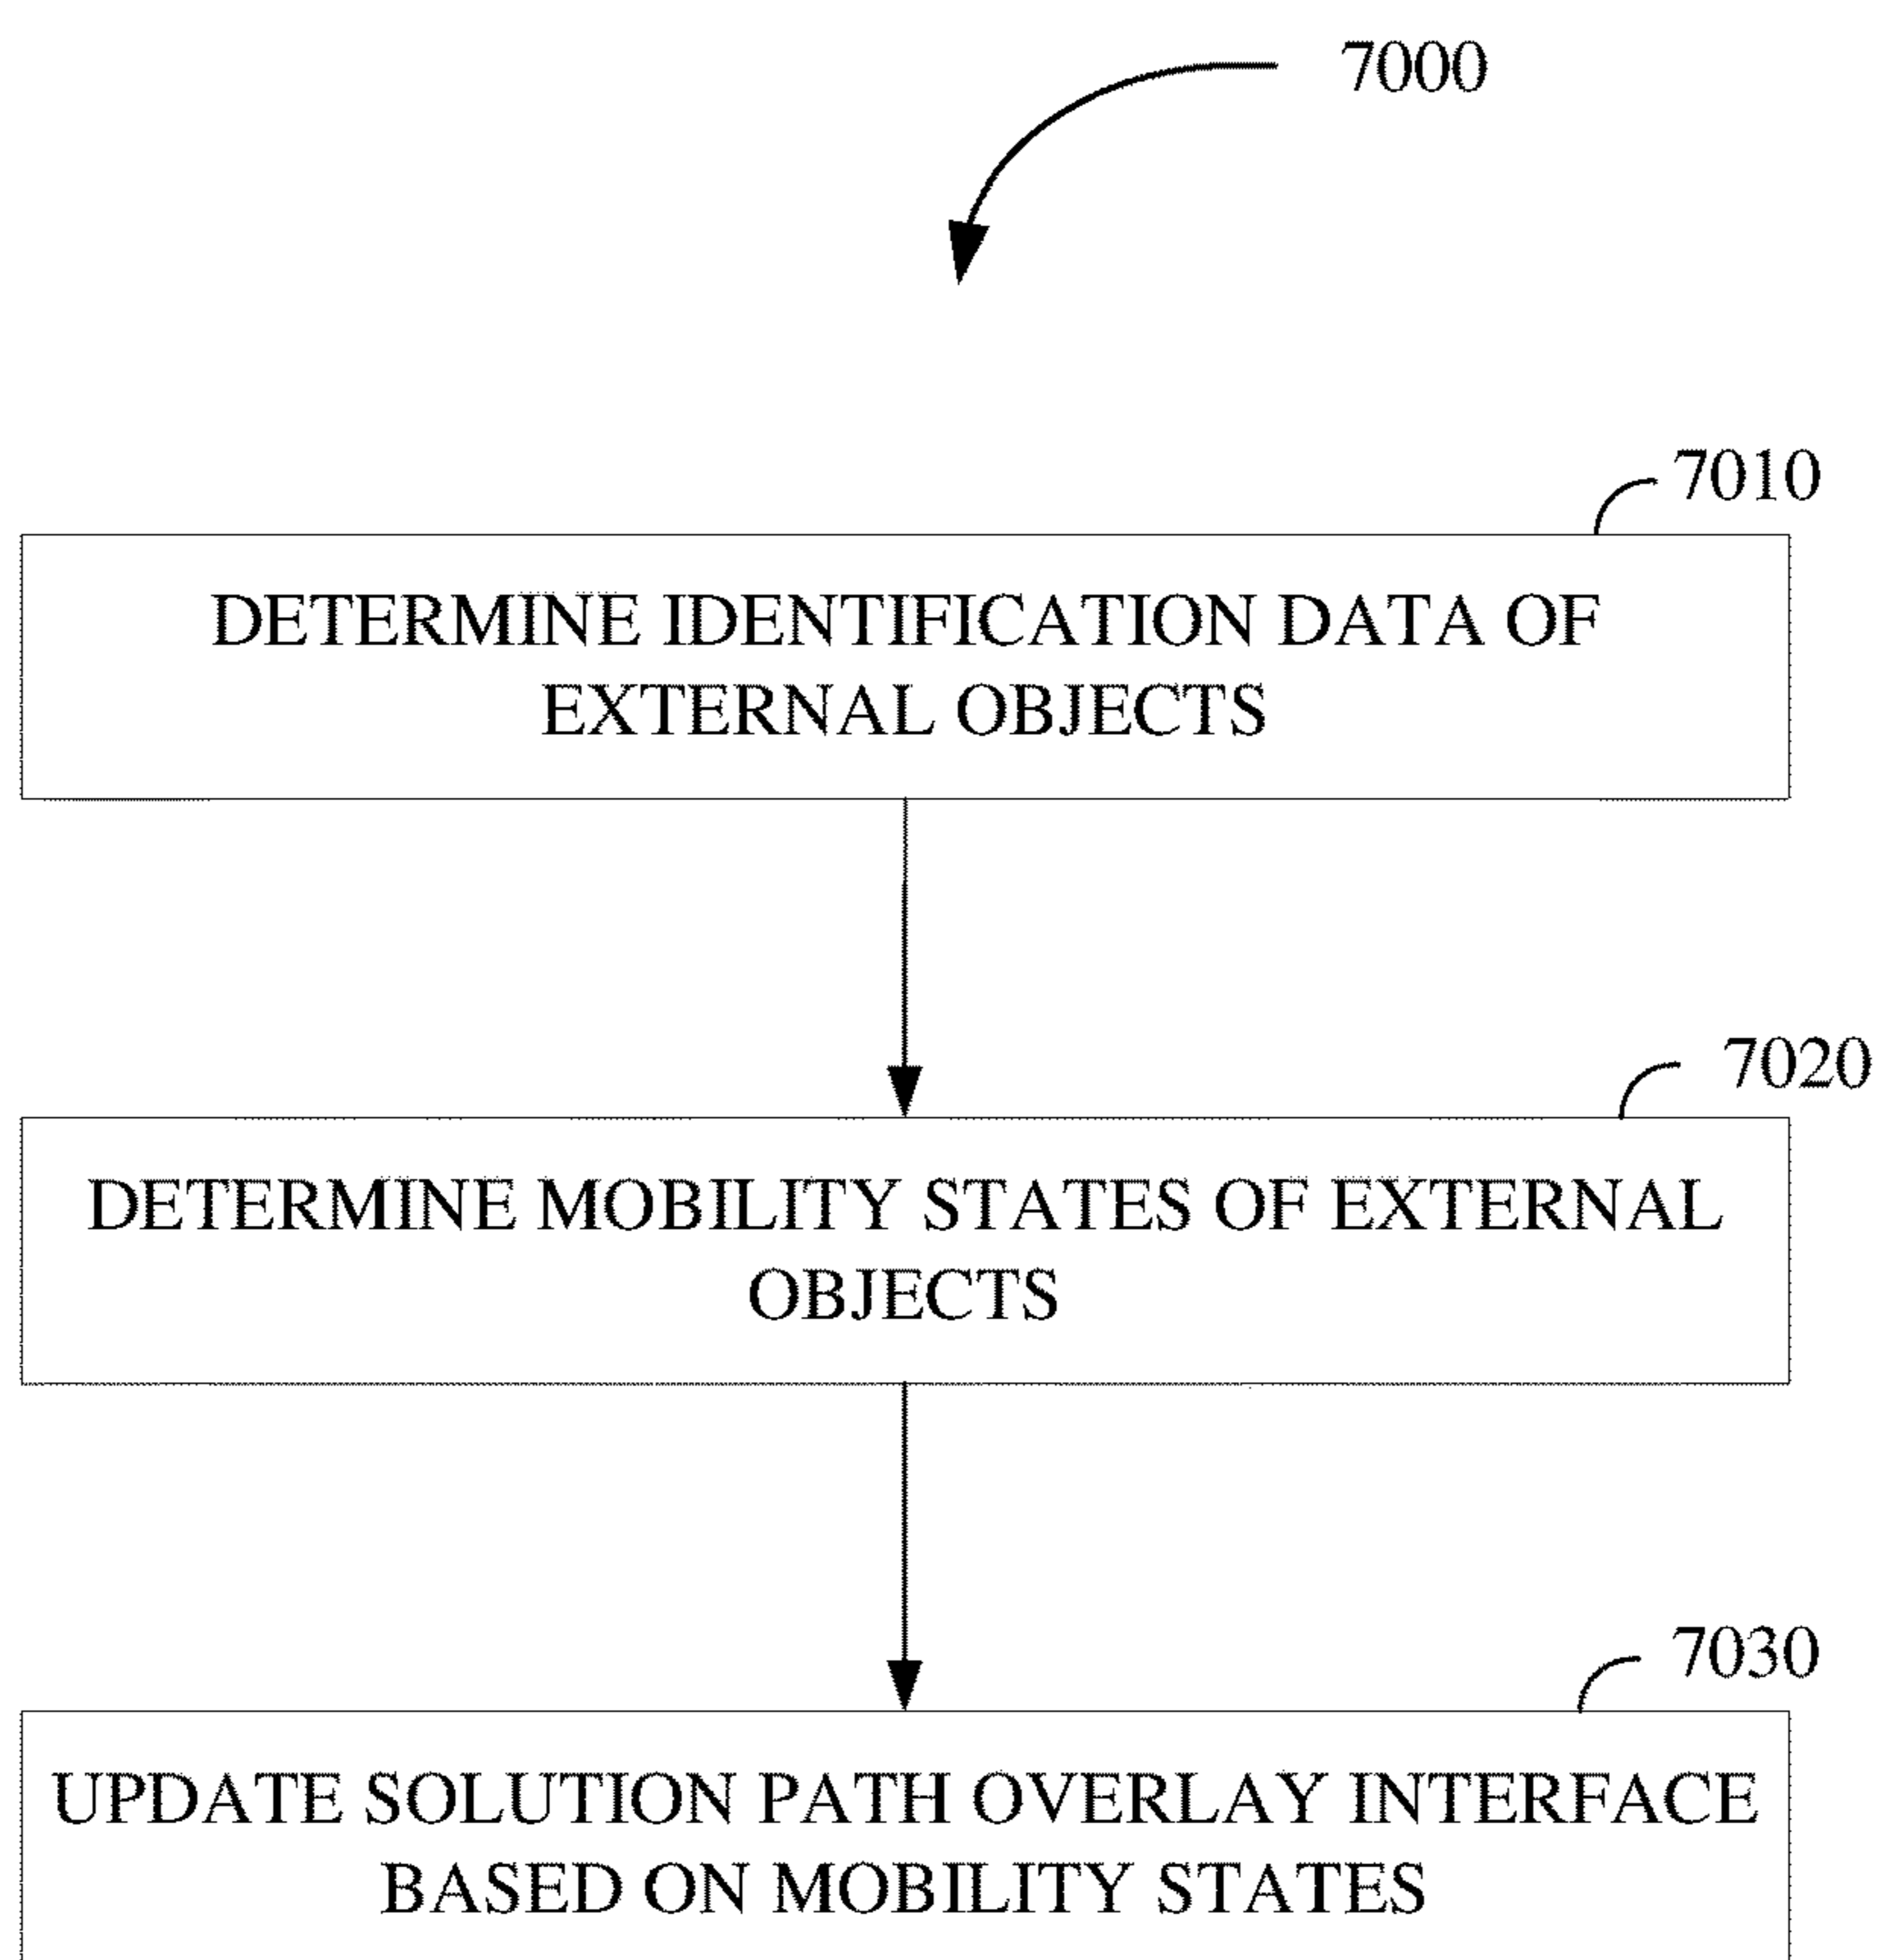 7000
7010
DETERMINE IDENTIFICATION DATA OF
EXTERNAL OBJECTS
7020
DETERMINE MOBILITY STATES OF EXTERNAL
OBJECTS
7030
UPDATE SOLUTION PATH OVERLAY INTERFACE
BASED ON MOBILITY STATES